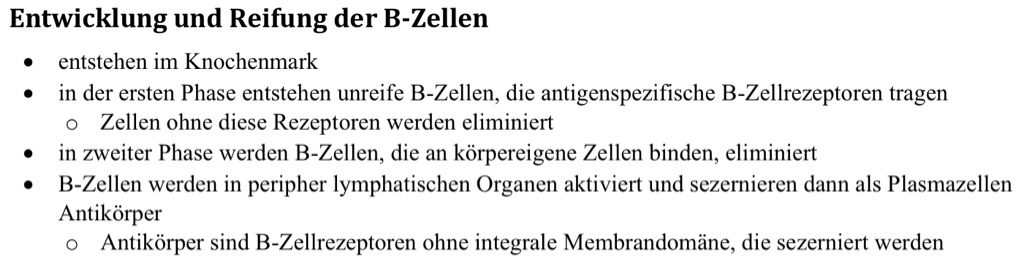 Entwicklung und Reifung der B-Zellen
• entstehen im Knochenmark
• in der ersten Phase entstehen unreife B-Zellen, die antigenspezifische B-Zellrezeptoren tragen
o Zellen ohne diese Rezeptoren werden eliminiert
• in zweiter Phase werden B-Zellen, die an körpereigene Zellen binden, eliminiert
• B-Zellen werden in peripher lymphatischen Organen aktiviert und sezernieren dann als Plasmazellen
Antikörper
o Antikörper sind B-Zellrezeptoren ohne integrale Membrandomäne, die sezerniert werden